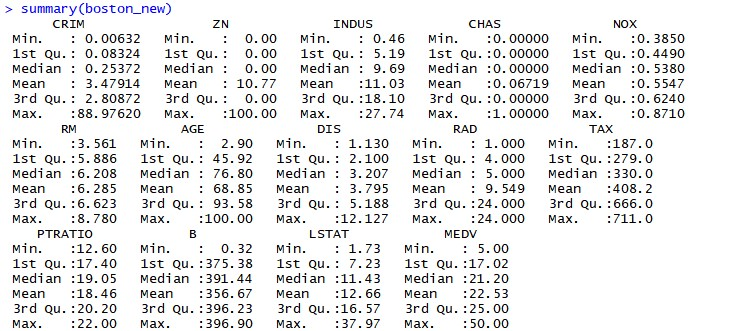 > summary(boston_new)
CRIM ZN INDUS CHAS NOX
Min. : 0.00632 Min. : 0.00 Min. : 0.46 Min. :0.00000 Min. :0.3850
1st Qu.: 0.08324 1st Qu.: 0.00 1st Qu.: 5.19 1st Qu.:0.00000 1st Qu.:0.4490
Median : 0.25372 Median : 0.00 Median : 9.69 Median :0.00000 Median :0.5380
Mean : 3.47914 Mean : 10.77 Mean :11.03 Mean :0.06719 Mean :0.5547
3rd Qu.: 2.80872 3rd Qu.: 0.00 3rd Qu.:18.10 3rd Qu.:0.00000 3rd Qu.:0.6240
Max. :88.97620 Max. :100.00 Max. :27.74 Max. :1.00000 Max. :0.8710
RM AGE DIS RAD TAX
Min. :3.561 Min. : 2.90 Min. : 1.130 Min. : 1.000 Min. :187.0
1st Qu.:5.886 1st Qu.: 45.92 1st Qu.: 2.100 1st Qu.: 4.000 1st Qu.:279.0
Median :6.208 Median : 76.80 Median : 3.207 Median : 5.000 Median :330.0
Mean :6.285 Mean : 68.85 Mean : 3.795 Mean : 9.549 Mean :408.2
3rd Qu.:6.623 3rd Qu.: 93.58 3rd Qu.: 5.188 3rd Qu.:24.000 3rd Qu.:666.0
Max. :8.780 Max. :100.00 Max. :12.127 Max. :24.000 Max. :711.0
PTRATIO B LSTAT MEDV
Min. :12.60 Min. : 0.32 Min. : 1.73 Min. : 5.00
1st Qu.:17.40 1st Qu.:375.38 1st Qu.: 7.23 1st Qu.:17.02
Median :19.05 Median :391.44 Median :11.43 Median :21.20
Mean :18.46 Mean :356.67 Mean :12.66 Mean :22.53
3rd Qu.:20.20 3rd Qu.:396.23 3rd Qu.:16.57 3rd Qu.:25.00
Max. :22.00 Max. :396.90 Max. :37.97 Max. :50.00